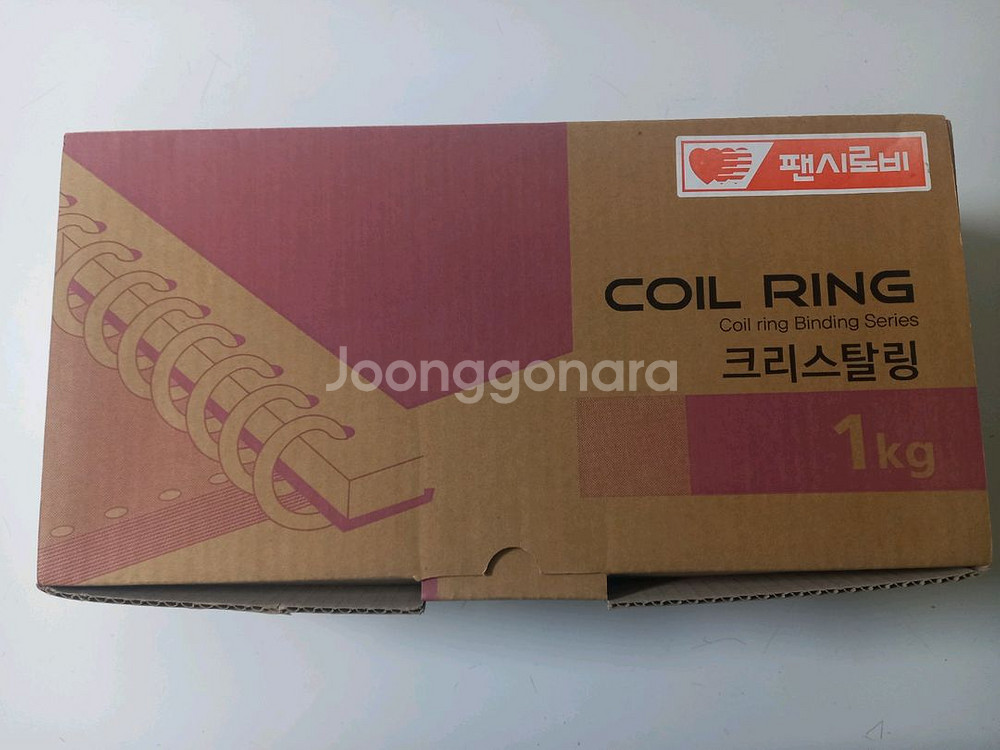 팬시로비
COIL RING
Coil ring Binding Series
크리스탈링
Joonggonara
1kg